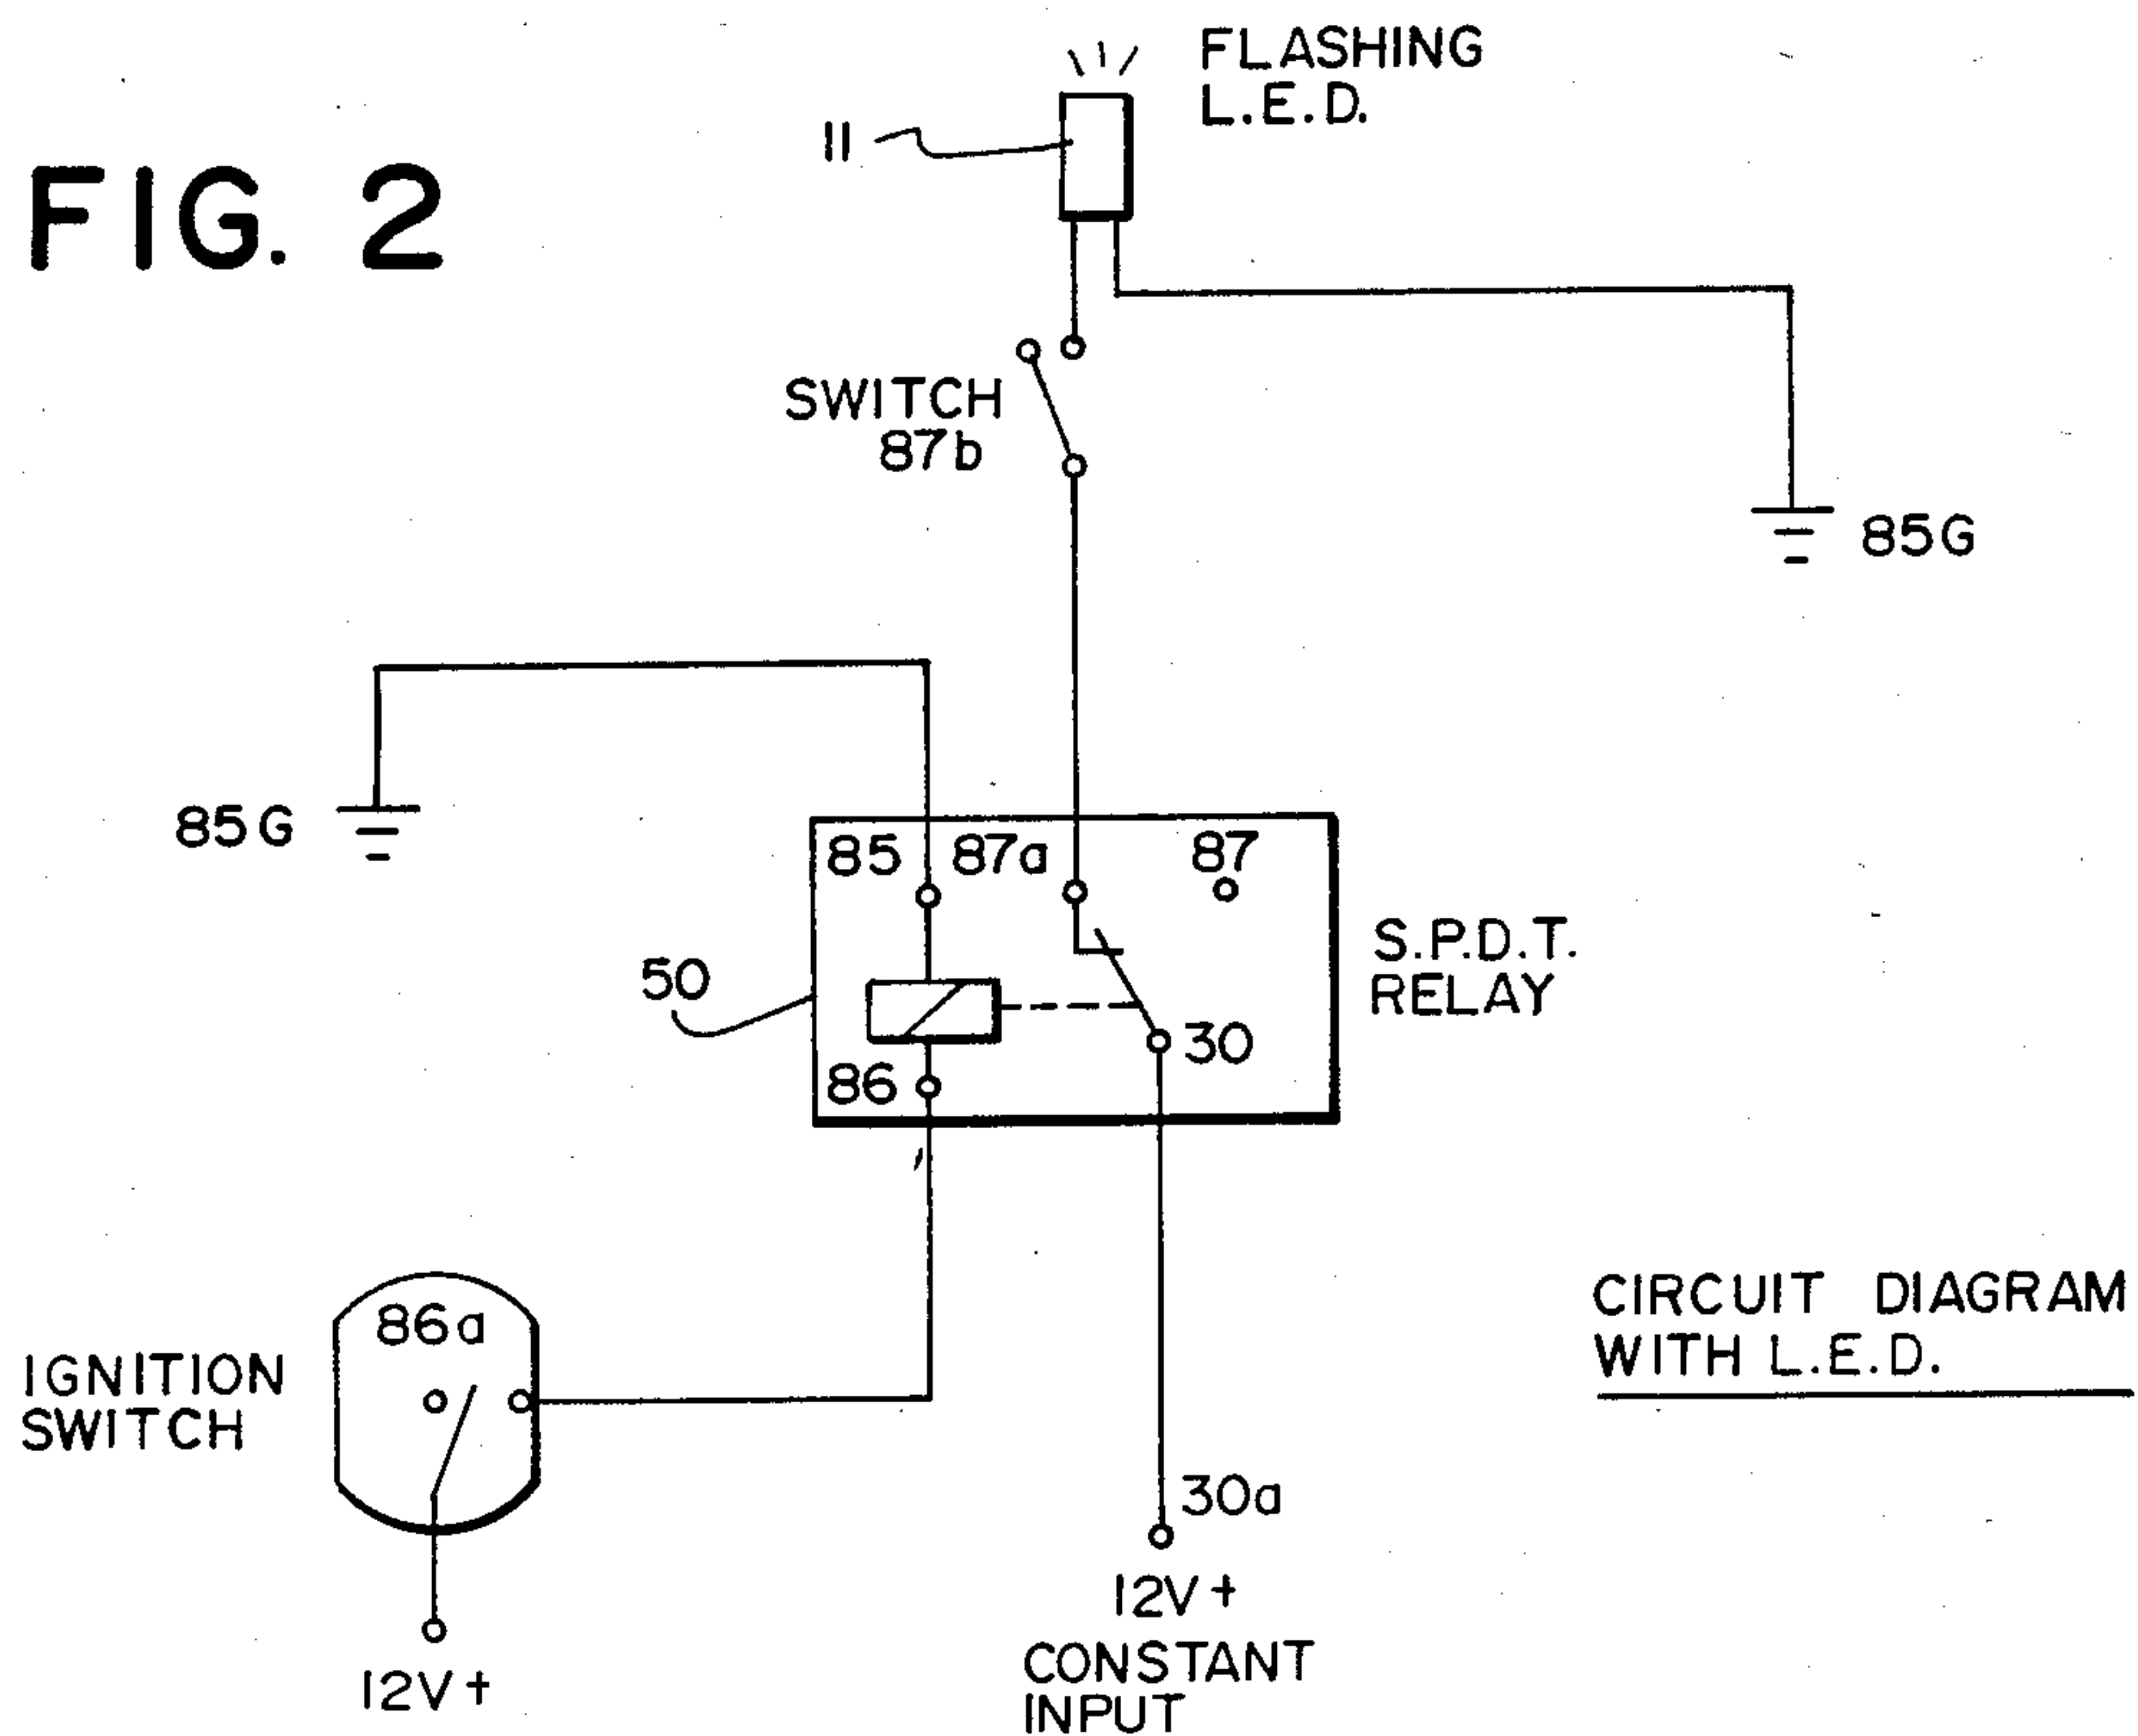 FIG. 2
FLASHING
L.E.D.
11
SWITCH
87b
85G
85G
85
87a
87
50
S.P.D.T.
RELAY
30
86
86a
IGNITION
SWITCH
30a
12V+
CONSTANT
INPUT
12V+
CIRCUIT DIAGRAM
WITH L.E.D.